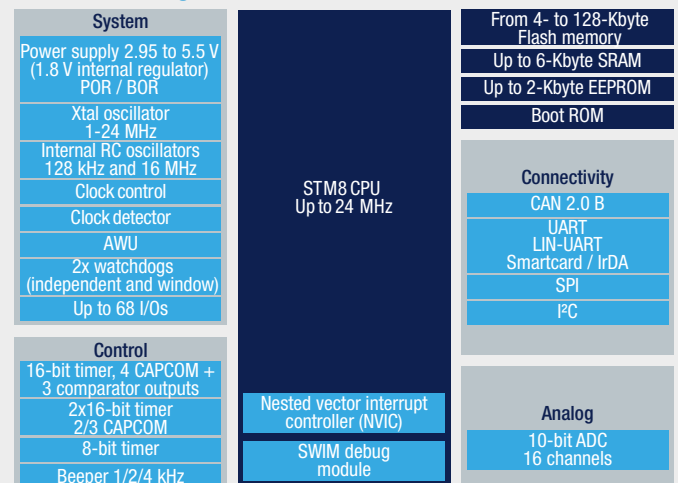 System
Power supply 2.95 to 5.5 V
(1.8 V internal regulator)
POR / BOR
Xtal oscillator
1-24 MHz
Internal RC oscillators
128 kHz and 16 MHz
Clock control
Clock detector
AWU
2x watchdogs
(independent and window)
Up to 68 I/Os
Control
16-bit timer, 4 CAPCOM +
3 comparator outputs
2x16-bit timer
2/3 CAPCOM
8-bit timer
Beeper 1/2/4 kHz
STM8 CPU
Up to 24 MHz
Nested vector interrupt
controller (NVIC)
SWIM debug
module
From 4- to 128-Kbyte
Flash memory
Up to 6-Kbyte SRAM
Up to 2-Kbyte EEPROM
Boot ROM
Connectivity
CAN 2.0 B
UART
LIN-UART
Smartcard / IrDA
SPI
I²C
Analog
10-bit ADC
16 channels